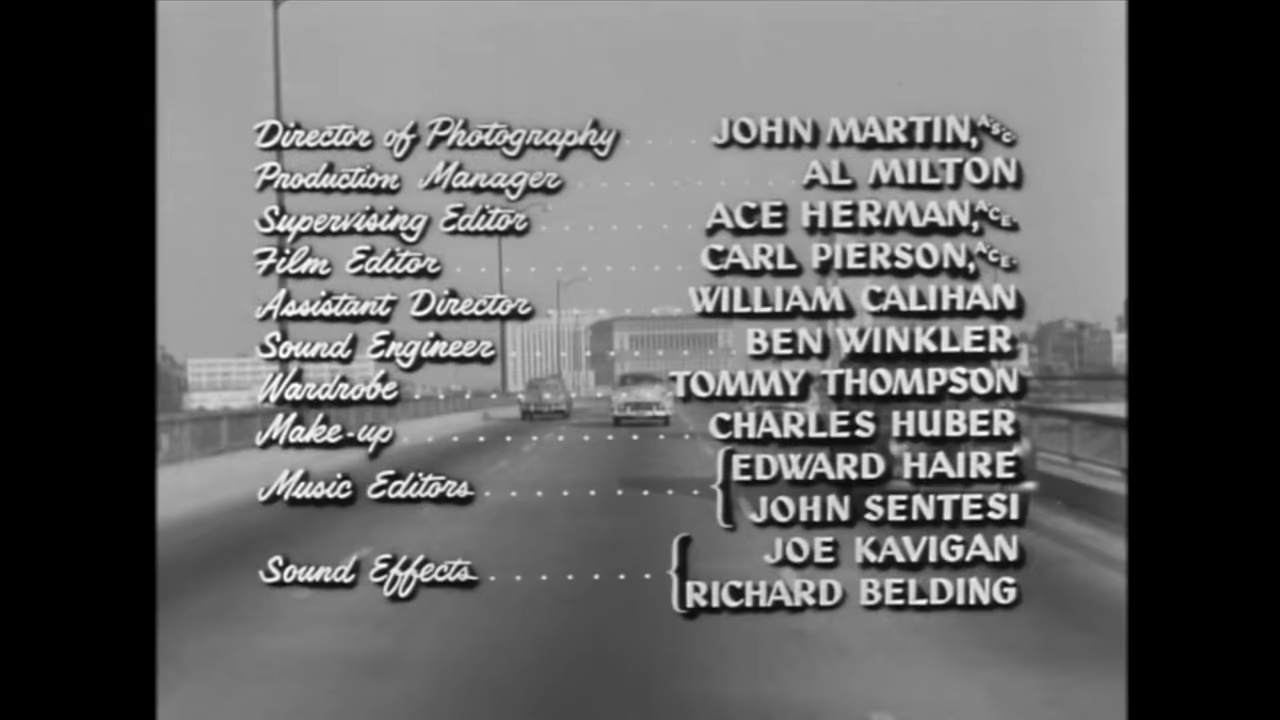 Director of Photography . . . . JOHN MARTIN, A.S.C.
Production Manager . . . . . . . . . . AL MILTON
Supervising Editor . . . . . . . . ACE HERMAN, A.C.E.
Film Editor . . . . . . . . . . . CARL PIERSON, A.C.E.
Assistant Director WILLIAM CALIHAN
Sound Engineer . . . . . . . . . . BEN WINKLER
Wardrobe . . . . . . . . . . . . TOMMY THOMPSON
Make-up . . . . . . . . . . . . . CHARLES HUBER
Music Editors . . . . . . . . . . { EDWARD HAIRE
JOHN SENTESI
Sound Effects . . . . . . . . . { JOE KAVIGAN
RICHARD BELDING